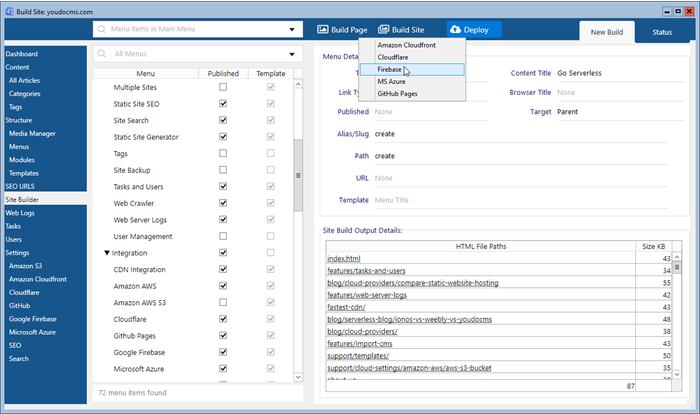 Build Site: youdocms.com
Menu Items in Main Menu
Build Page
Build Site
Deploy
New Build
Status
Dashboard
Content
All Articles
Categories
Tags
Structure
Media Manager
Menus
Modules
Templates
SEO URLS
Site Builder
Web Logs
Tasks
Users
Settings
Amazon S3
Amazon Cloudfront
Cloudflare
GitHub
Google Firebase
Microsoft Azure
SEO
Search
All Menus
Menu Published Template
Multiple Sites
Static Site SEO
Site Search
Static Site Generator
Tags
Site Backup
Tasks and Users
Web Crawler
Web Server Logs
User Management
Integration
CDN Integration
Amazon AWS
Amazon AWS S3
Cloudflare
Github Pages
Google Firebase
Microsoft Azure
72 menu items found
Amazon Cloudfront
Cloudflare
Firebase
MS Azure
GitHub Pages
Menu Deta
Content Title Go Serverless
Link Ty
Browser Title None
Published None
Target Parent
Alias/Slug create
Path create
URL None
Template Menu Title
Site Build Output Details:
HTML File Paths Size KB
index.html 43
features/tasks-and-users 34
blog/cloud-providers/compare-static-website-hosting 55
features/web-server-logs 42
fastest-cdn/ 43
blog/serverless-blog/ionos-vs-weebly-vs-youdocms 48
blog/cloud-providers/ 38
features/import-cms 43
support/templates/ 50
support/cloud-settings/amazon-aws/aws-s3-bucket 35
87